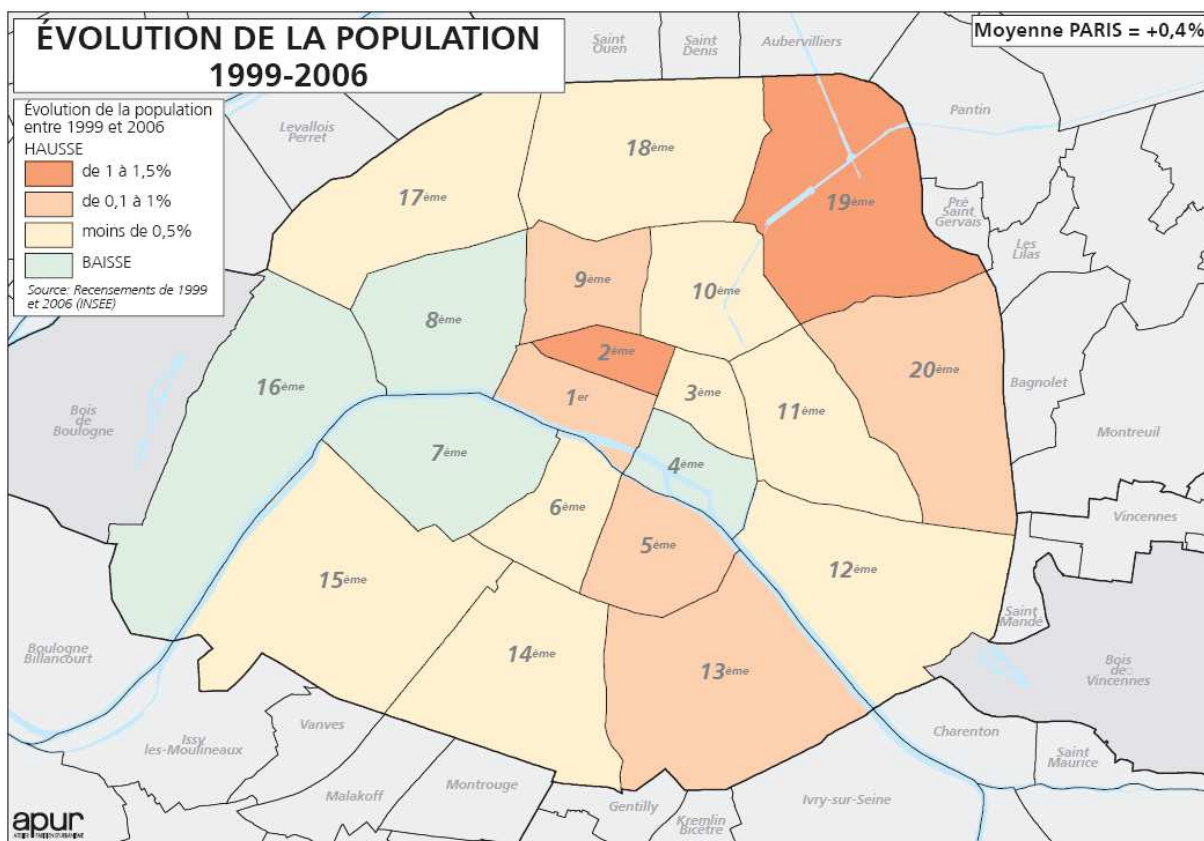 ÉVOLUTION DE LA POPULATION
1999-2006
Moyenne PARIS = +0,4%
Évolution de la population
entre 1999 et 2006
HAUSSE
de 1 à 1,5%
de 0,1 à 1%
moins de 0,5%
BAISSE
Source: Recensements de 1999
et 2006 (INSEE)
Saint
Ouen
Saint
Denis
Aubervilliers
Levallois
Perret
Pantin
18ème
17ème
19ème
Pré
Saint
Gervais
Les
Lilas
9ème
10ème
8ème
2ème
16ème
20ème
Bagnolet
1er
3ème
11ème
Bois
de
Boulogne
Montreuil
7ème
4ème
6ème
Vincennes
5ème
15ème
12ème
Saint
Mandé
Boulogne
Billancourt
14ème
13ème
Bois
de
Vincennes
Vanves
Issy
les-Moulineaux
Charenton
Saint
Maurice
Malakoff
Montrouge
Gentilly
Kremlin
Bicêtre
Ivry-sur-Seine
apur